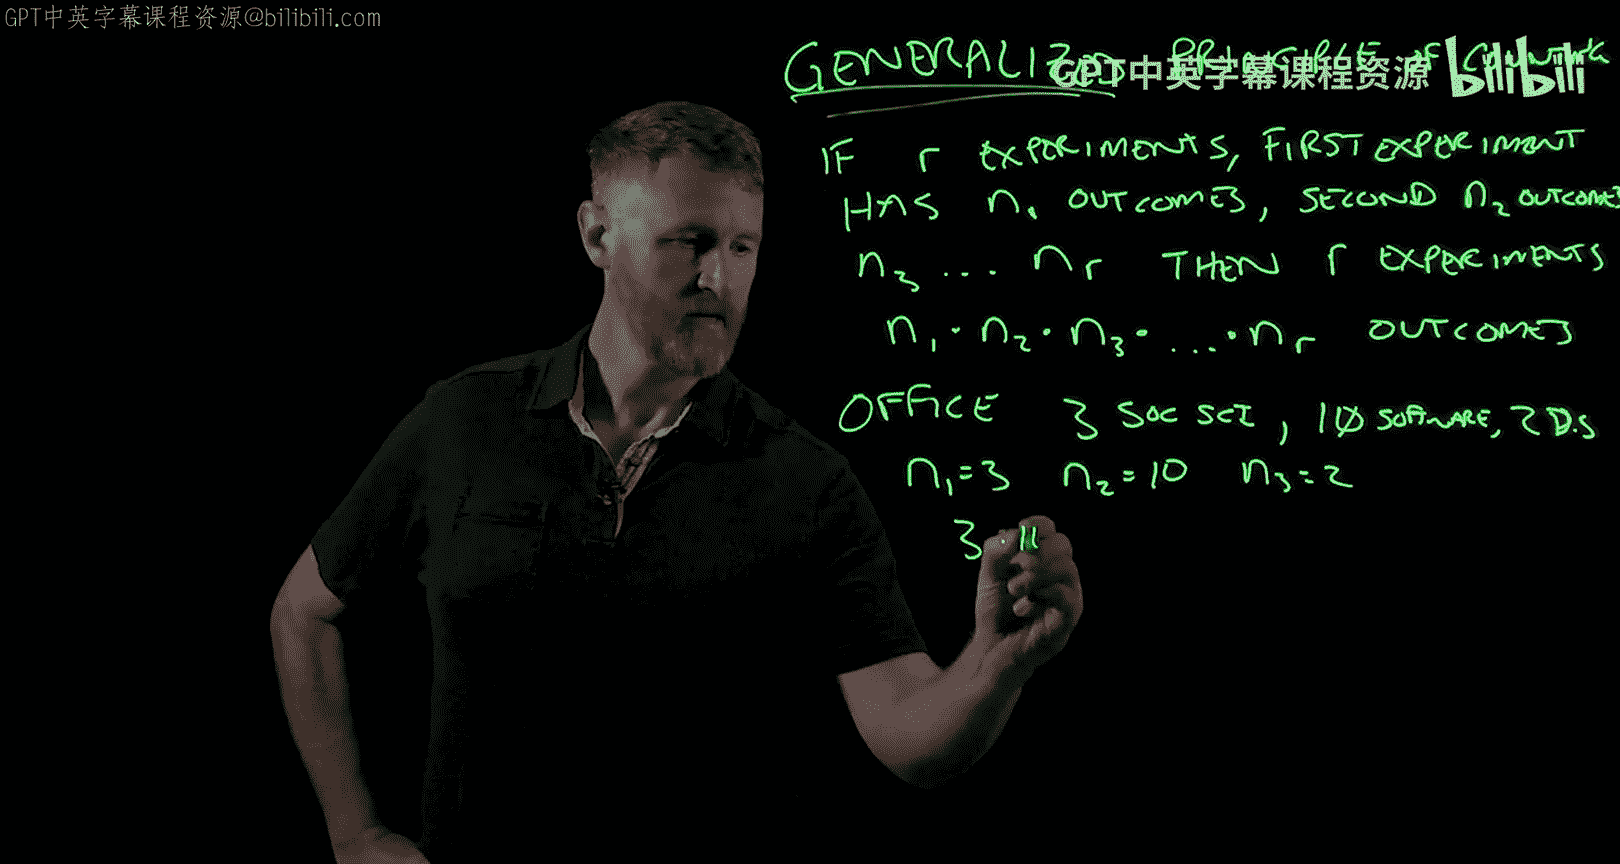 GPT中英字幕课程资源@bilibili.com
GENERALIZED PRINCIPLE OF
GPT中英字幕课程资源 bilibili
IF r EXPERIMENTS, FIRST EXPERIMENT
HAS n₁ OUTCOMES, SECOND n₂ OUTCOMES
n₃ ... nᵣ THEN r EXPERIMENTS
n₁ · n₂ · n₃ · ... · nᵣ OUTCOMES
OFFICE 3 SOC SCI, 10 SOFTWARE, 2 D.S
n₁=3 n₂=10 n₃=2
3 ·